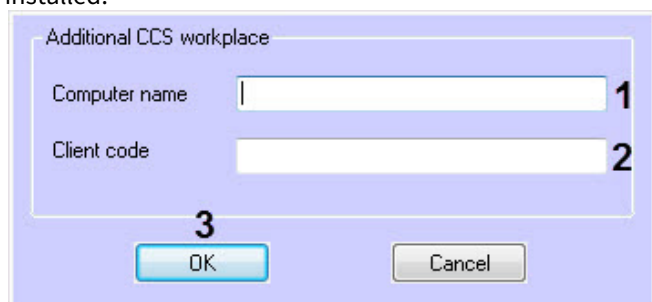 installed.
Additional CCS workplace
Computer name 1
Client code 2
3
OK Cancel